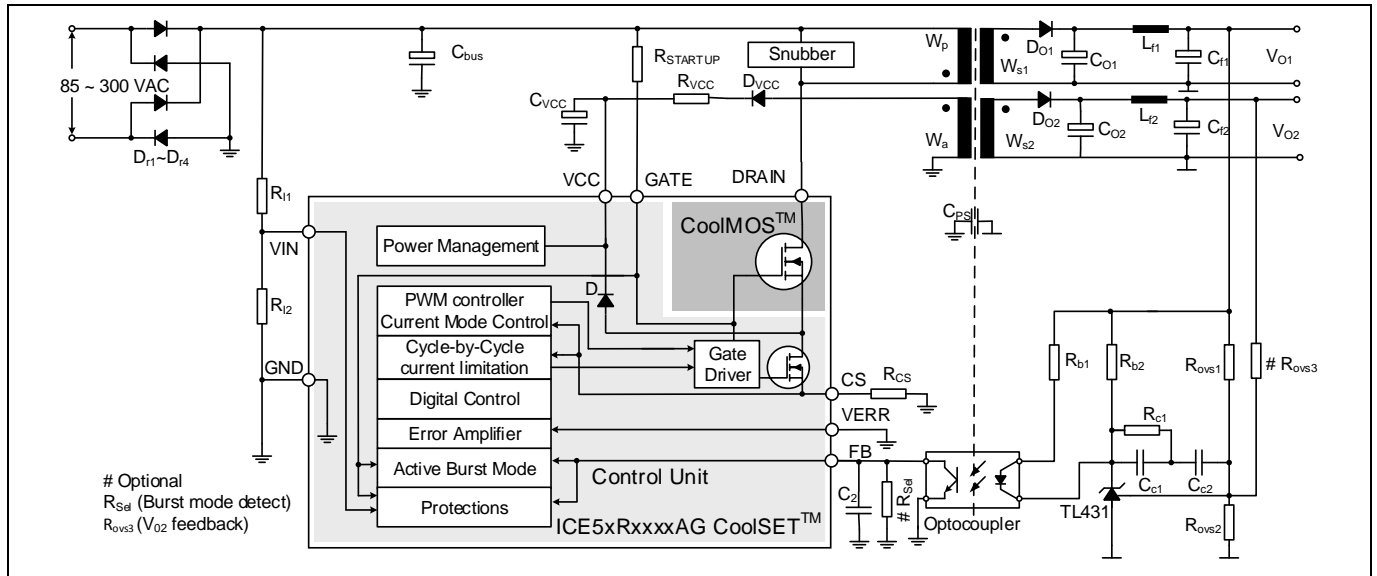 85 ~ 300 VAC
Dr1~Dr4
Cbus
RSTARTUP
Snubber
Wp
Ws1
DO1
CO1
Lf1
Cf1
VO1
CVCC
RVCC
DVCC
Wa
Ws2
DO2
CO2
Lf2
Cf2
VO2
RI1
VIN
RI2
GND
VCC
GATE
DRAIN
CPS
CoolMOS™
Power Management
D
PWM controller
Current Mode Control
Cycle-by-Cycle
current limitation
Gate
Driver
Digital Control
Error Amplifier
Active Burst Mode
Protections
Control Unit
ICE5xRxxxxAG CoolSET™
CS
RCS
VERR
FB
C2
# RSel
Optocoupler
Rb1
Rb2
Rovs1
# Rovs3
Rc1
Cc1
Cc2
TL431
Rovs2
# Optional
RSel (Burst mode detect)
Rovs3 (V02 feedback)